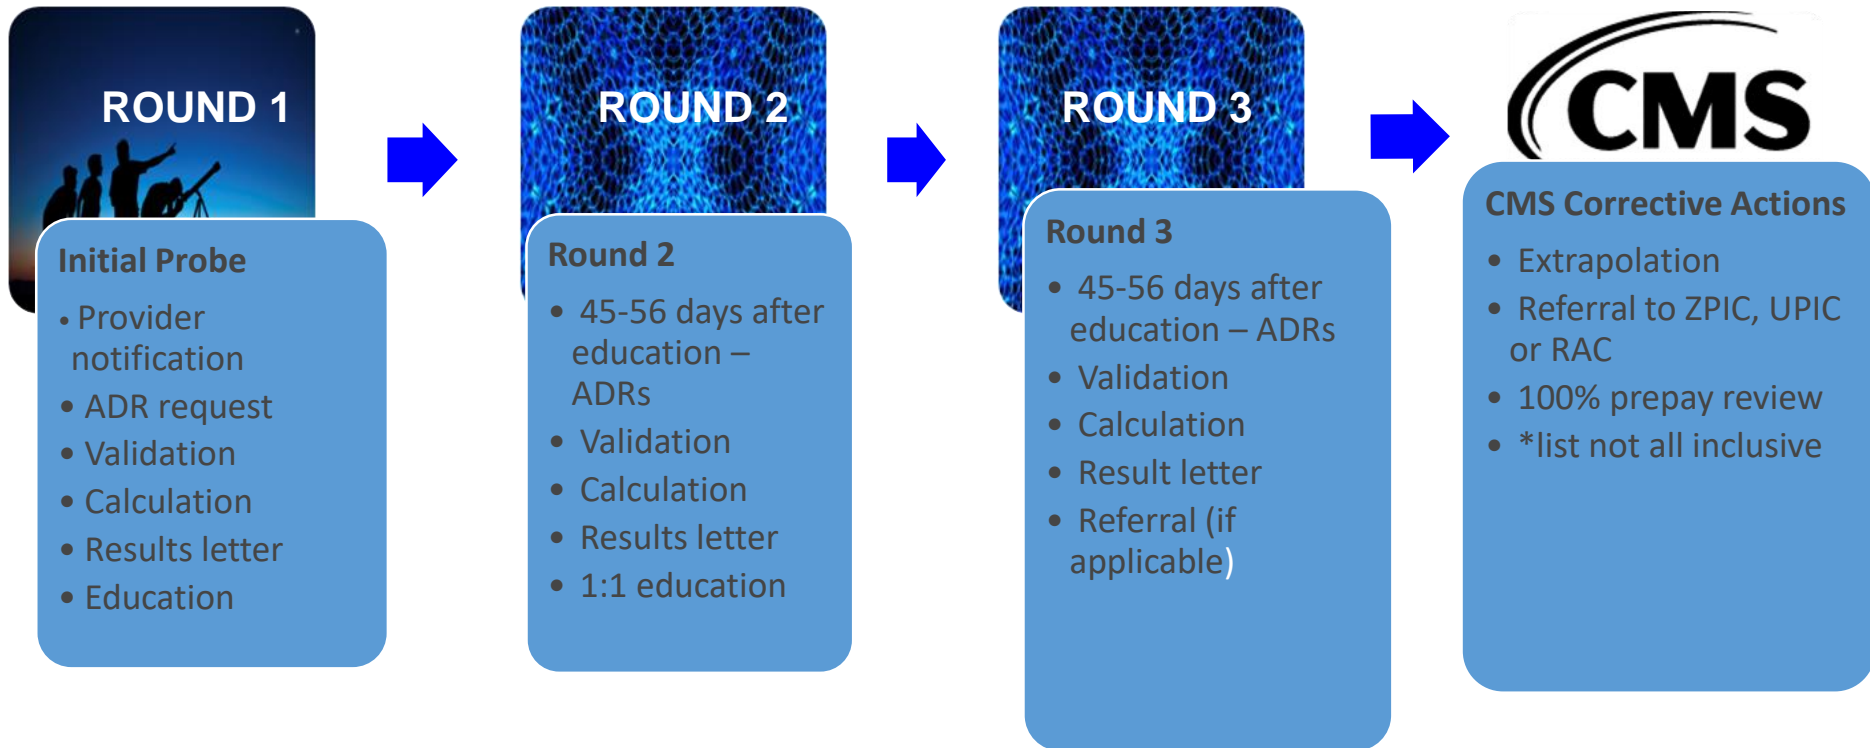 ROUND 1
Initial Probe
• Provider
notification
• ADR request
• Validation
• Calculation
• Results letter
• Education
ROUND 2
Round 2
• 45-56 days after
education –
ADRs
• Validation
• Calculation
• Results letter
• 1:1 education
ROUND 3
Round 3
• 45-56 days after
education – ADRs
• Validation
• Calculation
• Result letter
• Referral (if
applicable)
CMS
CMS Corrective Actions
• Extrapolation
• Referral to ZPIC, UPIC
or RAC
• 100% prepay review
• *list not all inclusive